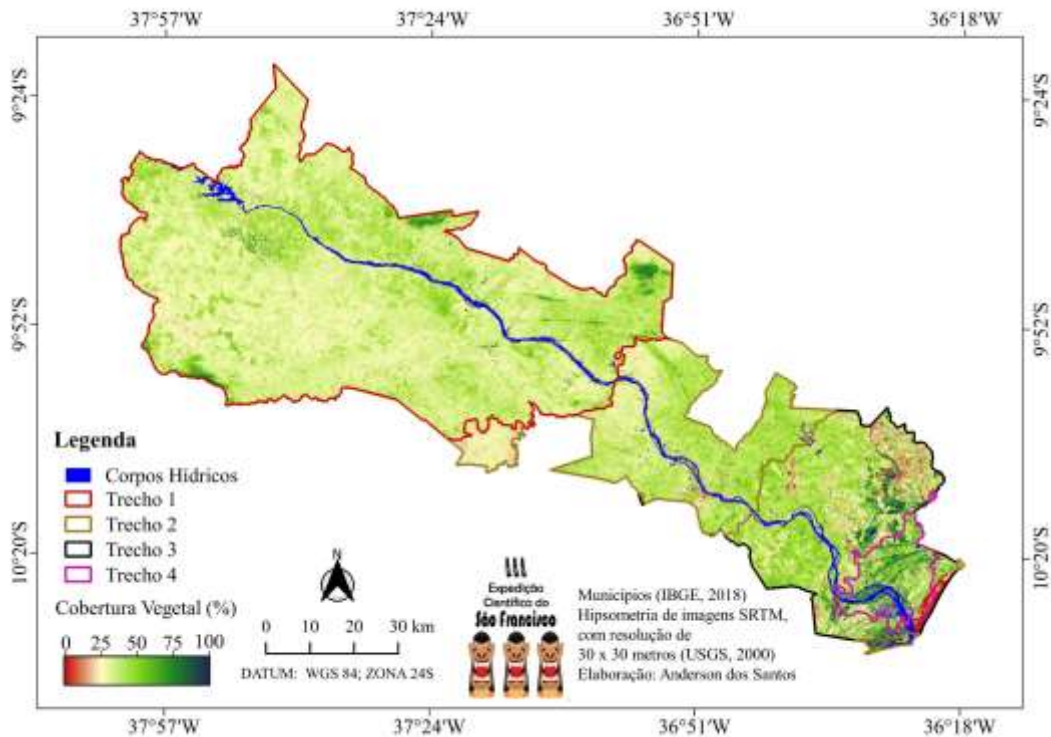 37°57'W 37°24'W 36°51'W 36°18'W
9°24'S 9°24'S
9°52'S 9°52'S
10°20'S 10°20'S
Legenda
Corpos Hídricos
Trecho 1
Trecho 2
Trecho 3
Trecho 4
Cobertura Vegetal (%)
0 25 50 75 100
N
0 10 20 30 km
DATUM: WGS 84; ZONA 24S
Expedição
Científica do
São Francisco
Municípios (IBGE, 2018)
Hipsometria de imagens SRTM,
com resolução de
30 x 30 metros (USGS, 2000)
Elaboração: Anderson dos Santos
37°57'W 37°24'W 36°51'W 36°18'W